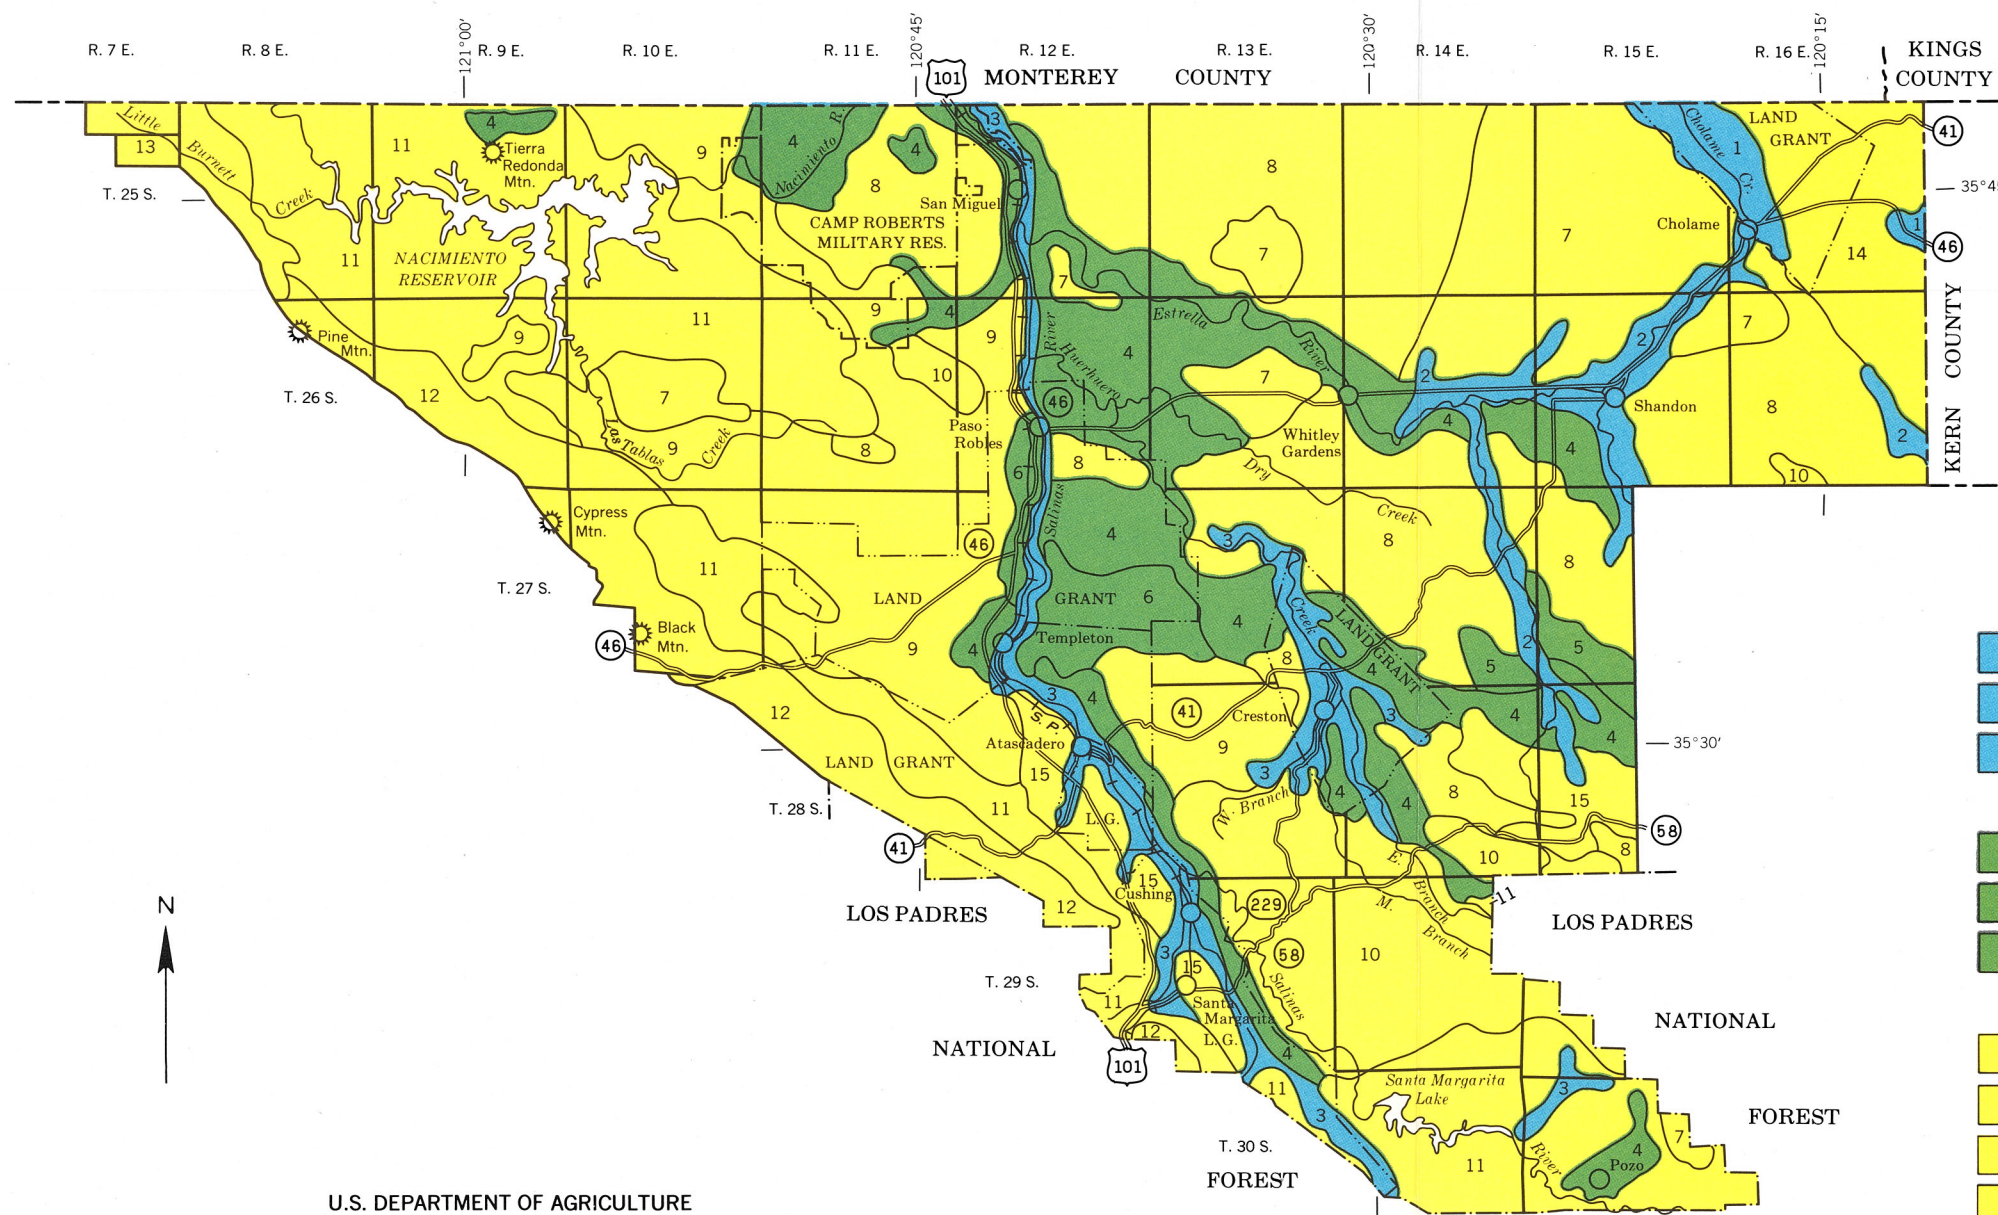 R. 7 E.
R. 8 E.
121°00'
R. 9 E.
R. 10 E.
R. 11 E.
120°45'
R. 12 E.
R. 13 E.
120°30'
R. 14 E.
R. 15 E.
R. 16 E.
120°15'
KINGS
COUNTY
101
MONTEREY COUNTY
Little
Burnett
Creek
13
11
4
Tierra
Redonda
Mtn.
9
4
Nacimiento R.
4
8
3
8
Cholame Cr.
1
LAND
GRANT
41
T. 25 S.
35°45
San Miguel
CAMP ROBERTS
MILITARY RES.
Cholame
1
46
11
NACIMIENTO
RESERVOIR
7
7
7
14
Pine
Mtn.
9
11
9
4
9
River
Estrella
River
Huerhuero
4
2
7
KERN COUNTY
T. 26 S.
12
7
10
46
7
2
Shandon
8
Las Tablas
Creek
9
8
Paso
Robles
6
8
Whitley
Gardens
4
4
2
10
Dry
Creek
Cypress
Mtn.
Salinas
46
4
3
8
8
T. 27 S.
11
LAND
GRANT
6
4
Creek
LAND GRANT
Black
Mtn.
46
9
4
Templeton
8
4
5
2
5
12
3
4
S. P.
41
Creston
3
4
4
35°30'
Atascadero
9
LAND GRANT
15
3
4
4
8
15
T. 28 S.
11
L. G.
W. Branch
58
41
E.
Branch
10
8
15
Cushing
11
LOS PADRES
12
229
M.
Branch
LOS PADRES
N
3
58
10
15
T. 29 S.
11
Santa
Margarita
L. G.
Salinas
NATIONAL
12
NATIONAL
101
4
11
Santa Margarita
Lake
3
3
FOREST
T. 30 S.
FOREST
11
River
4
Pozo
7
U.S. DEPARTMENT OF AGRICULTURE